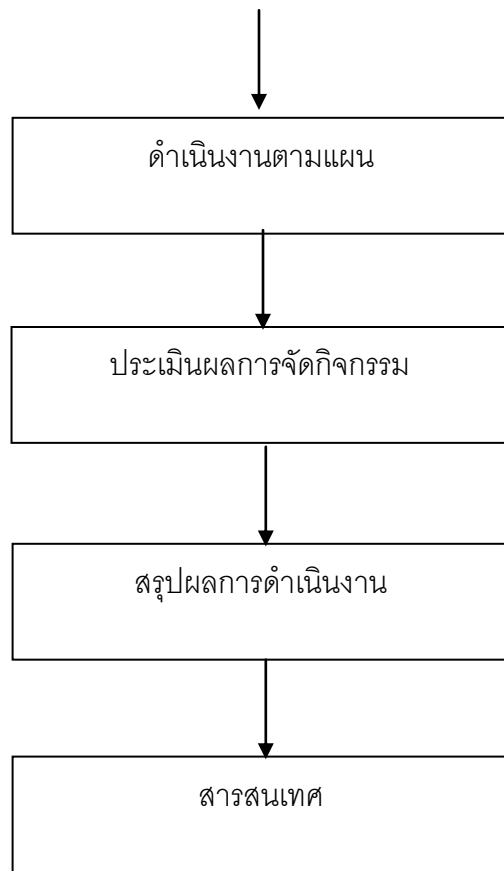 ดำเนินงานตามแผน
ประเมินผลการจัดกิจกรรม
สรุปผลการดำเนินงาน
สารสนเทศ